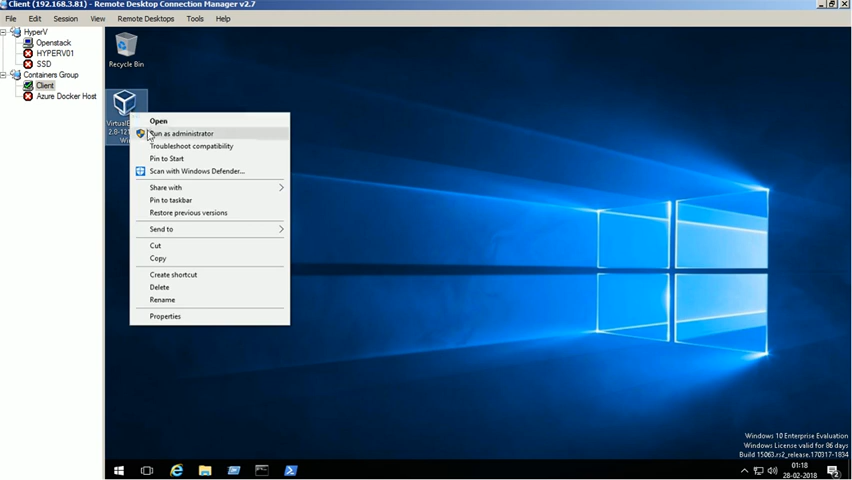 Client (192.168.3.81) - Remote Desktop Connection Manager v2.7
File Edit Session View Remote Desktops Tools Help
HyperV
Openstack
HYPERV01
SSD
Containers Group
Client
Azure Docker Host
Recycle Bin
2.8-121
Win
Open
Run as administrator
Troubleshoot compatibility
Pin to Start
Scan with Windows Defender...
Share with
Pin to taskbar
Restore previous versions
Send to
Cut
Copy
Create shortcut
Delete
Rename
Properties
Windows 10 Enterprise Evaluation
Windows License valid for 86 days
Build 15063.rs2_release.170317-1834
01:18
28-02-2018